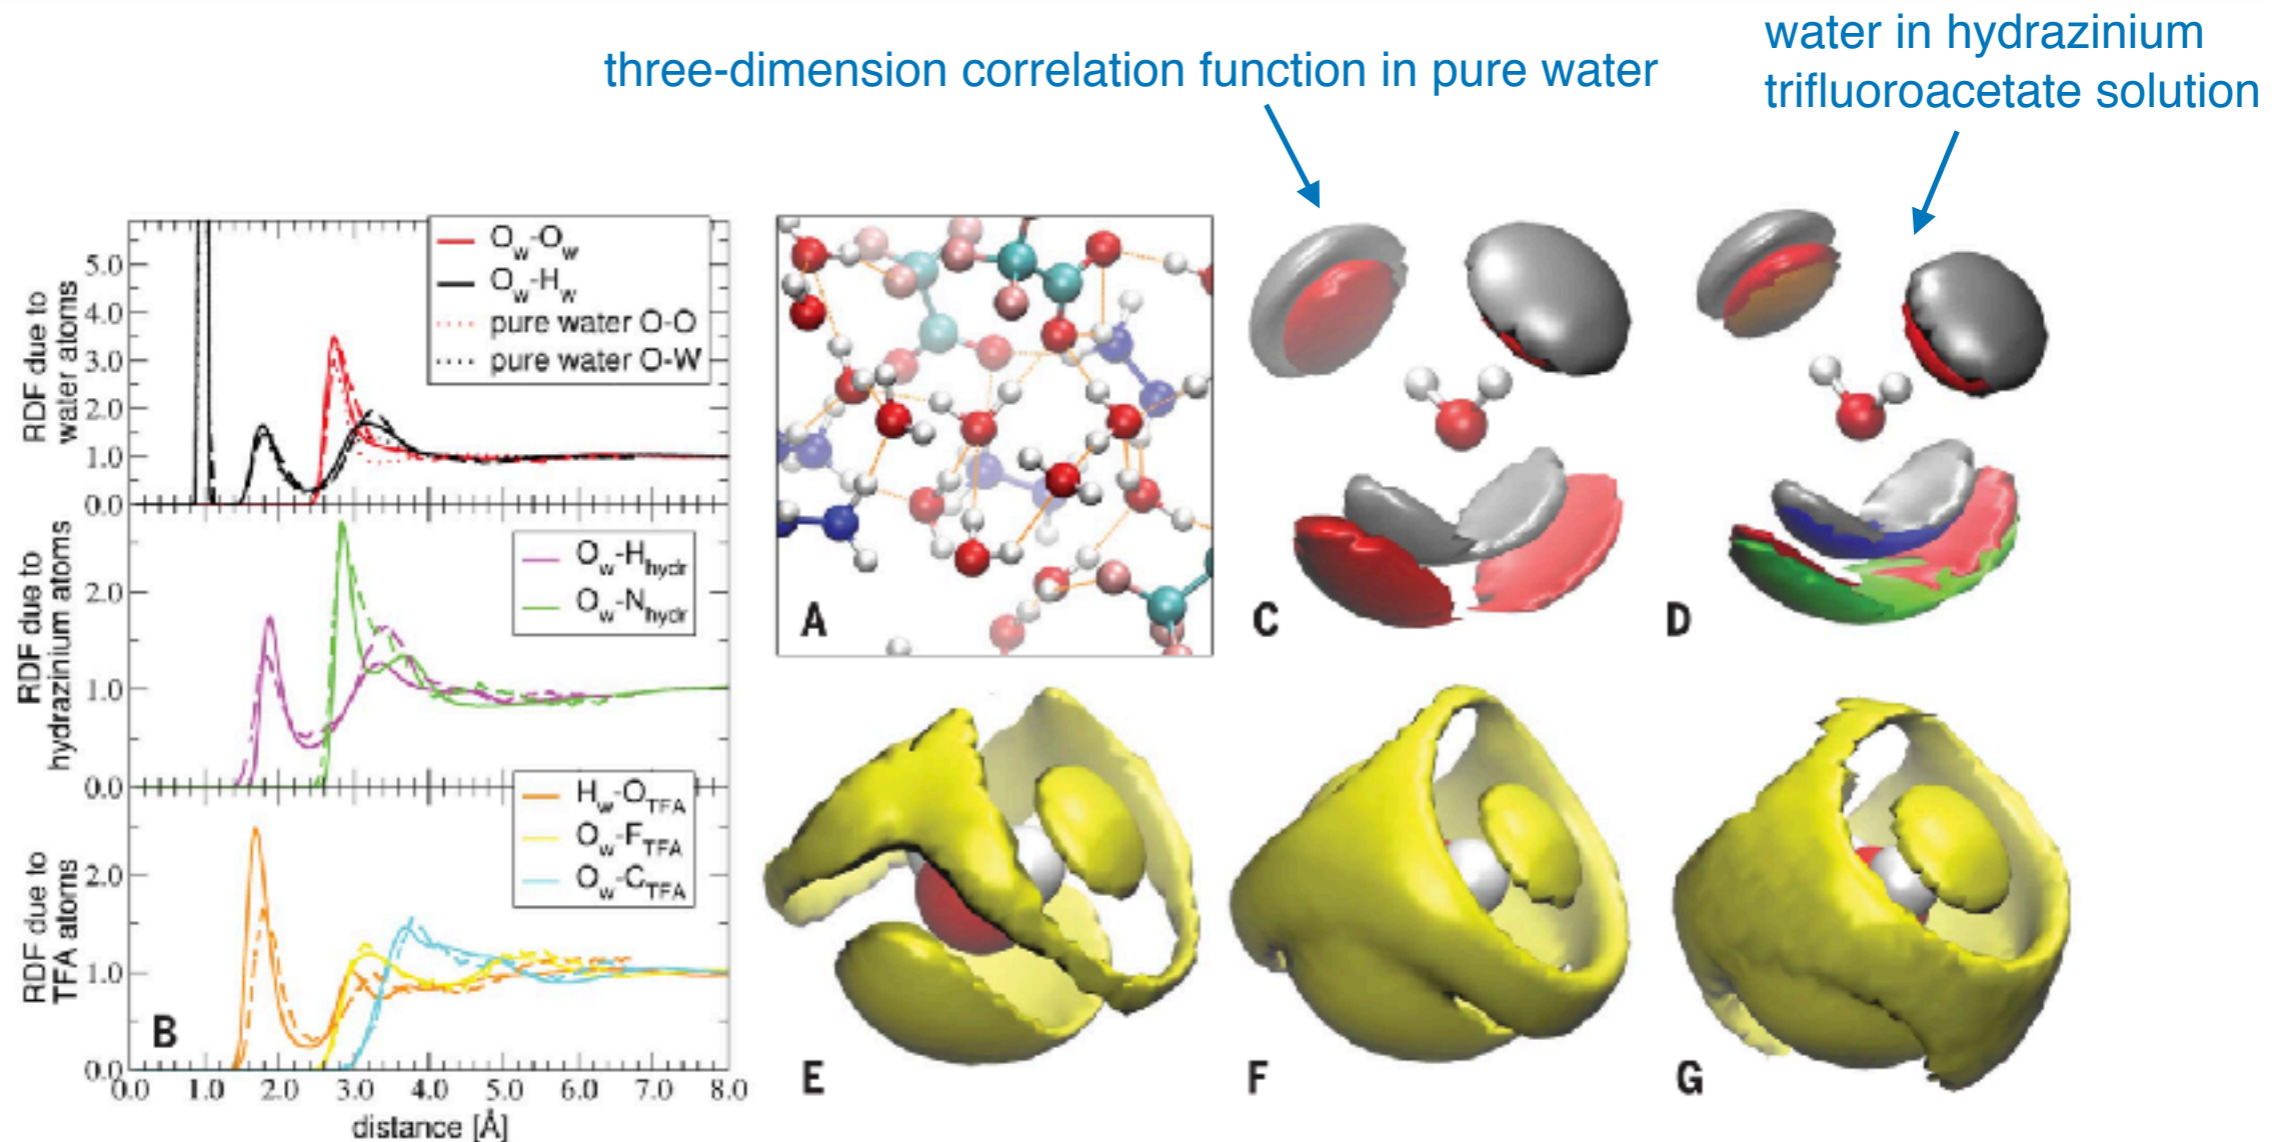 three-dimension correlation function in pure water
water in hydrazinium
trifluoroacetate solution
RDF due to
water atoms
5.0
4.0
3.0
2.0
1.0
0.0
Ow-Ow
Ow-Hw
pure water O-O
pure water O-W
RDF due to
hydrazinium atoms
2.0
1.0
0.0
Ow-Hhydr
Ow-Nhydr
RDF due to
TFA atoms
2.0
1.0
0.0
Hw-OTFA
Ow-FTFA
Ow-CTFA
B
0.0 1.0 2.0 3.0 4.0 5.0 6.0 7.0 8.0
distance [Å]
A
C
D
E
F
G